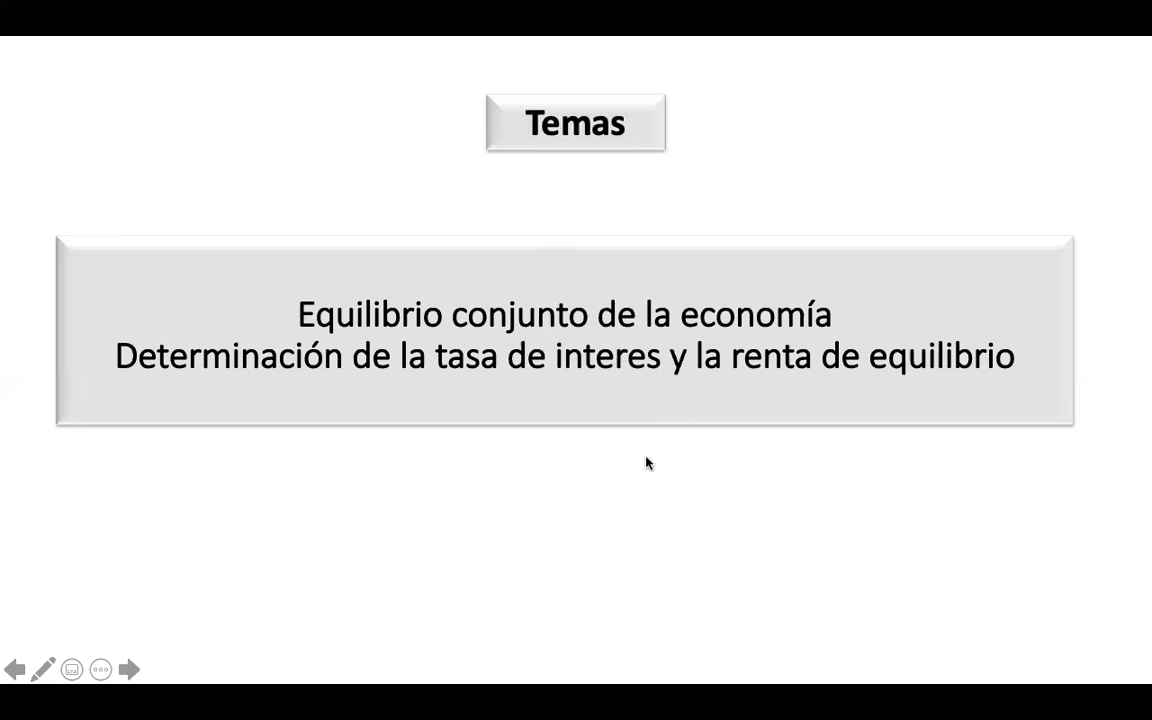 Temas
Equilibrio conjunto de la economía
Determinación de la tasa de interes y la renta de equilibrio